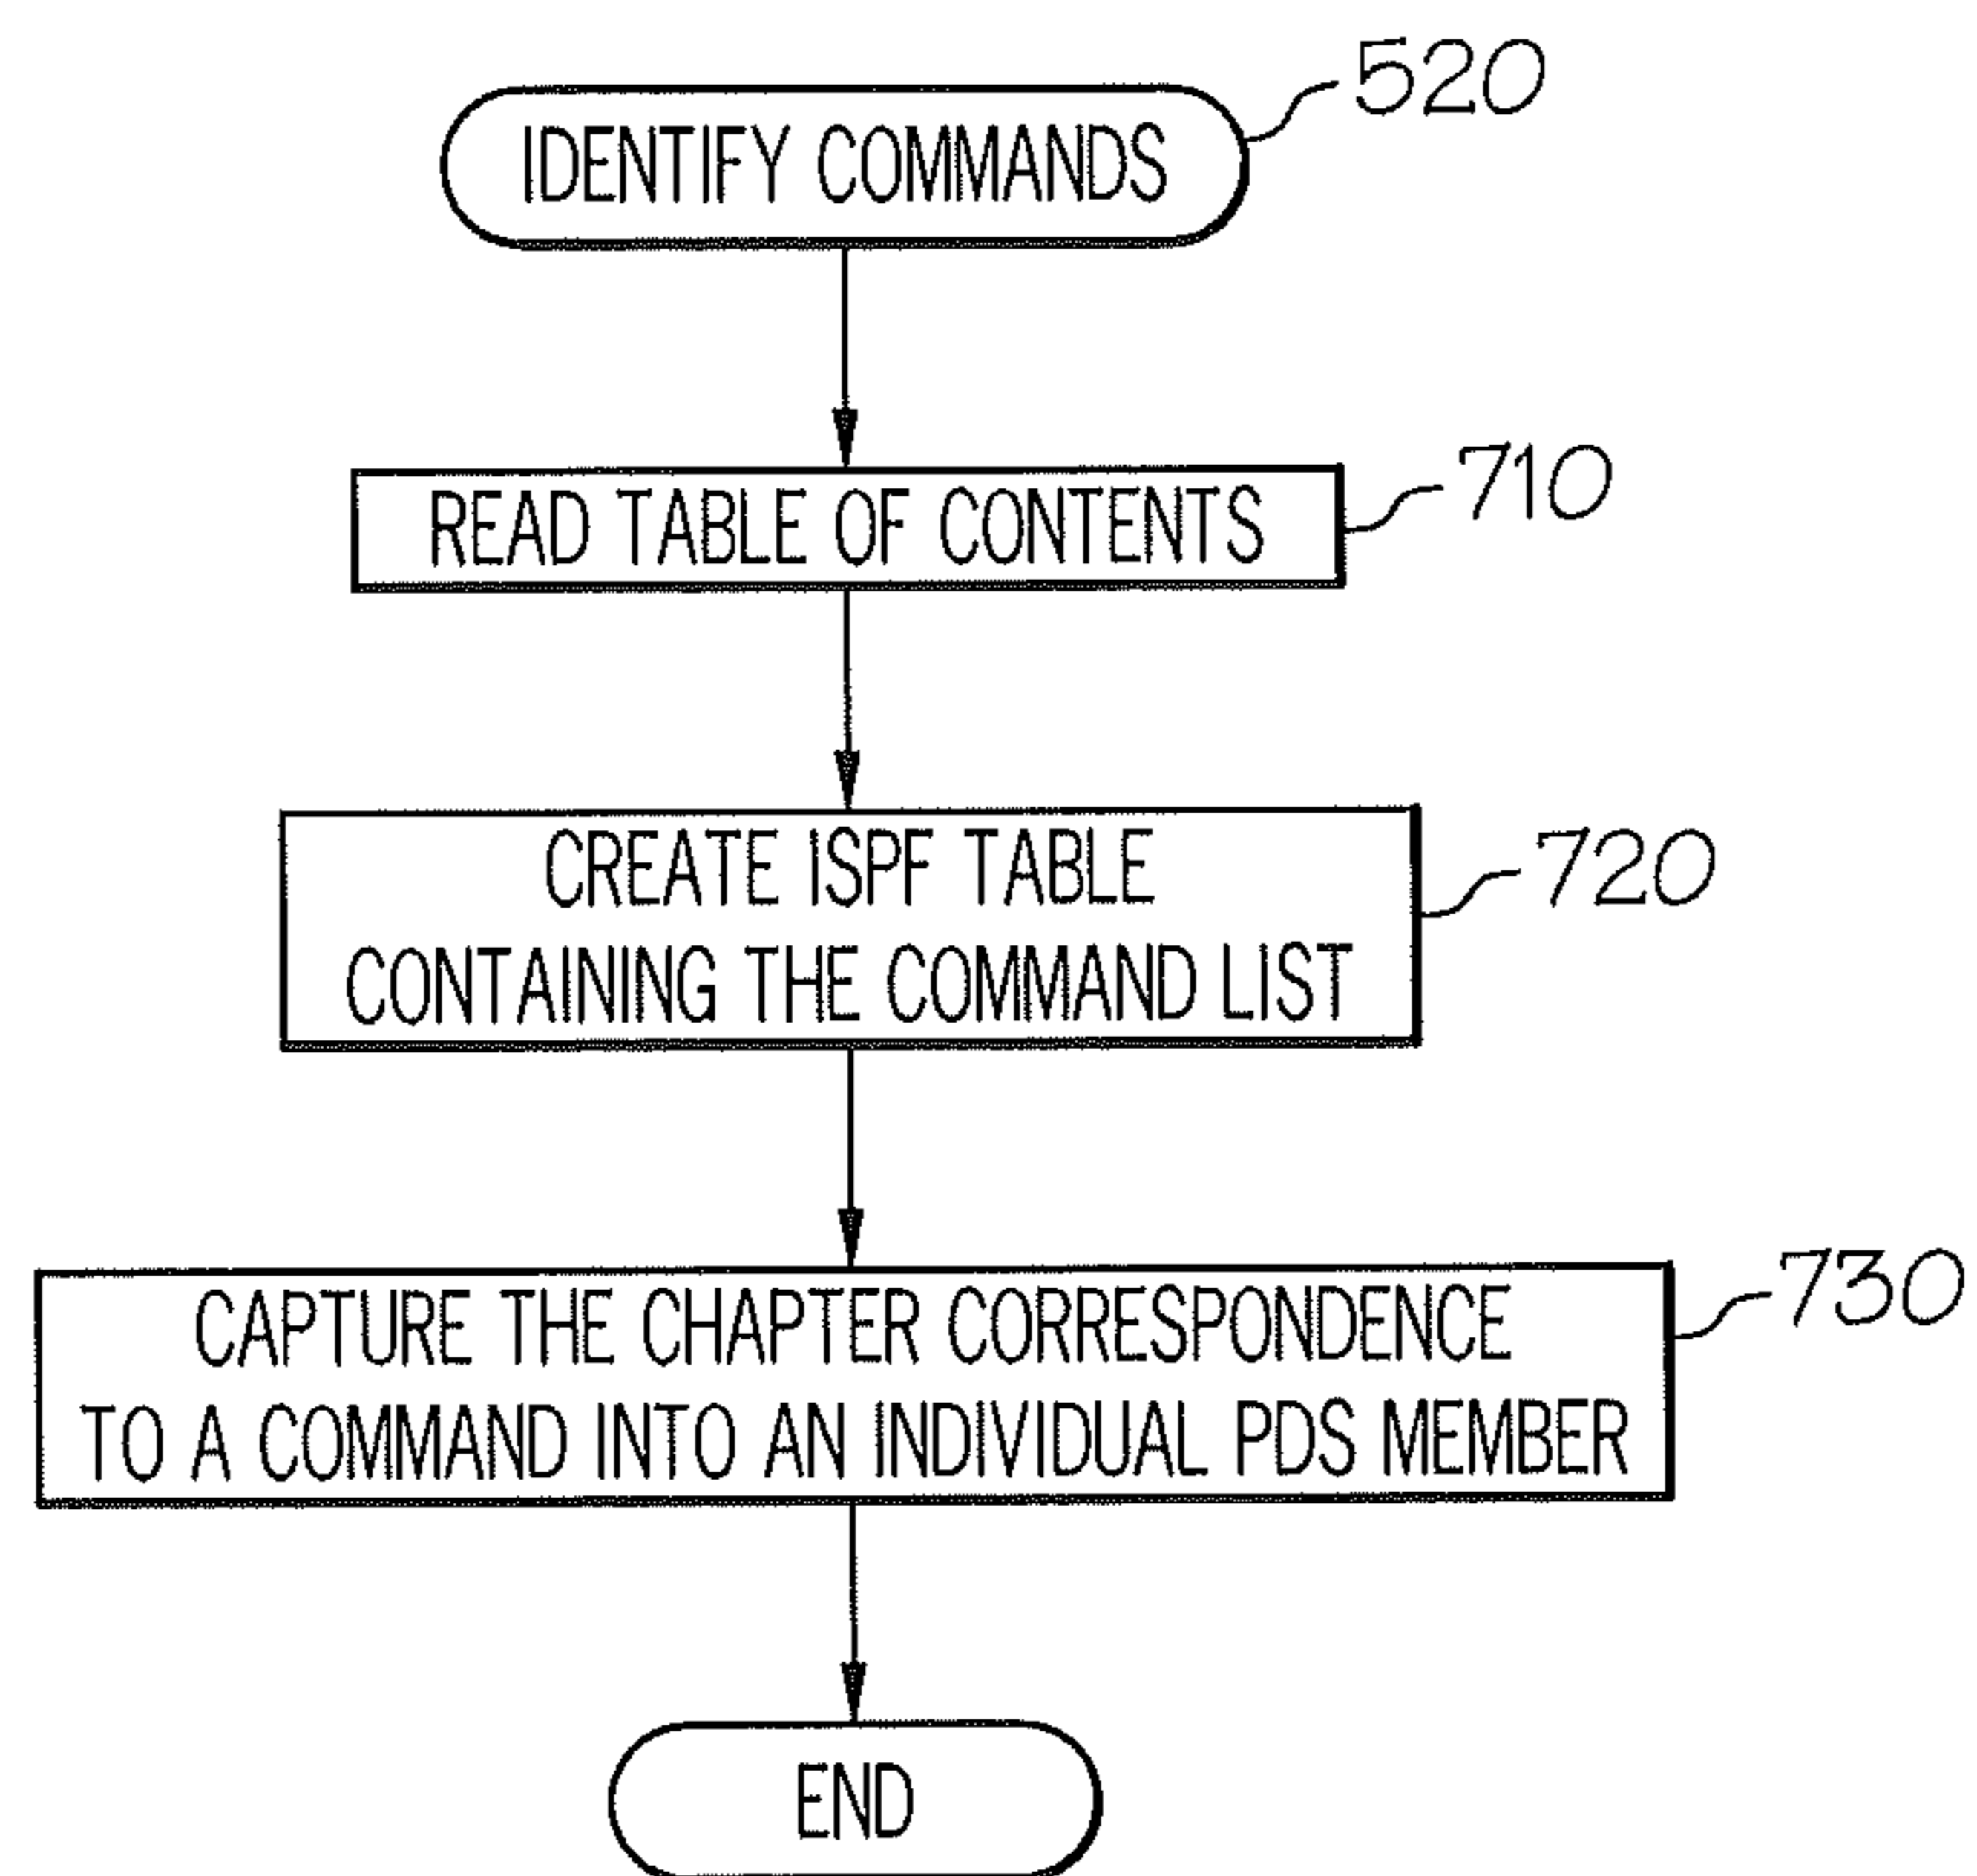 520
IDENTIFY COMMANDS
710
READ TABLE OF CONTENTS
720
CREATE ISPF TABLE
CONTAINING THE COMMAND LIST
730
CAPTURE THE CHAPTER CORRESPONDENCE
TO A COMMAND INTO AN INDIVIDUAL PDS MEMBER
END